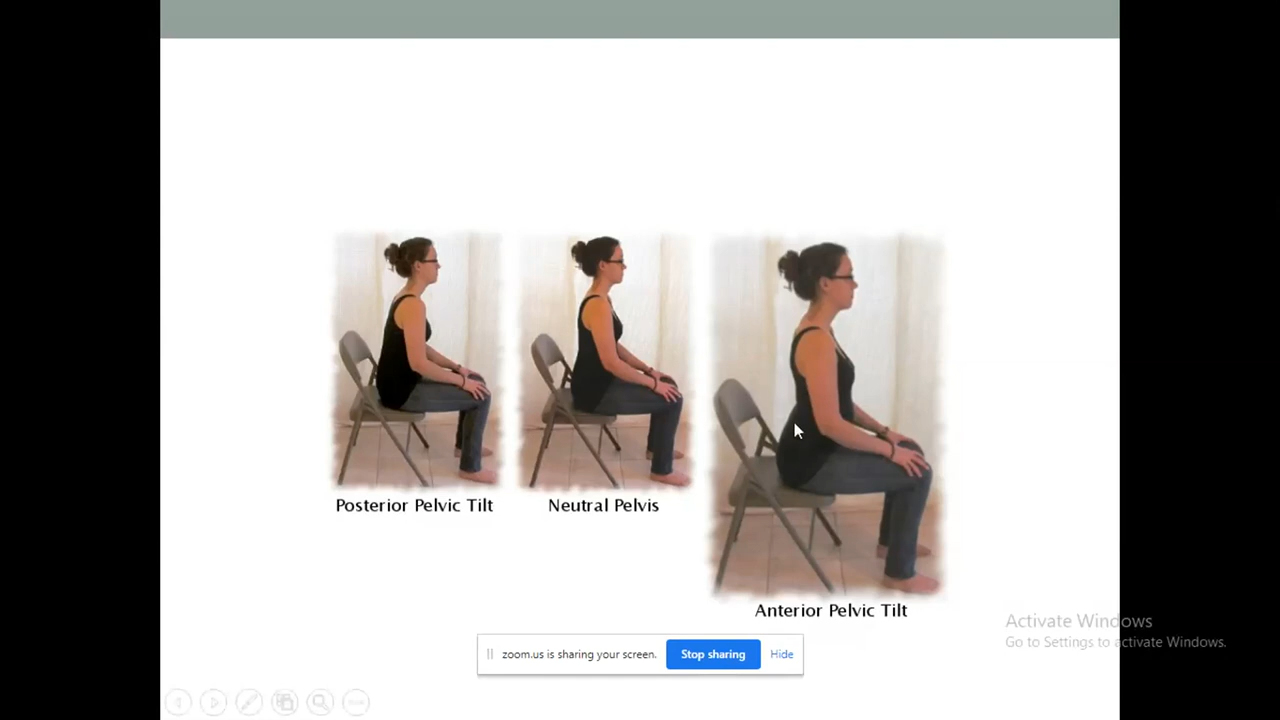 Posterior Pelvic Tilt
Neutral Pelvis
Anterior Pelvic Tilt
Activate Windows
Go to Settings to activate Windows.
zoom.us is sharing your screen.
Stop sharing
Hide